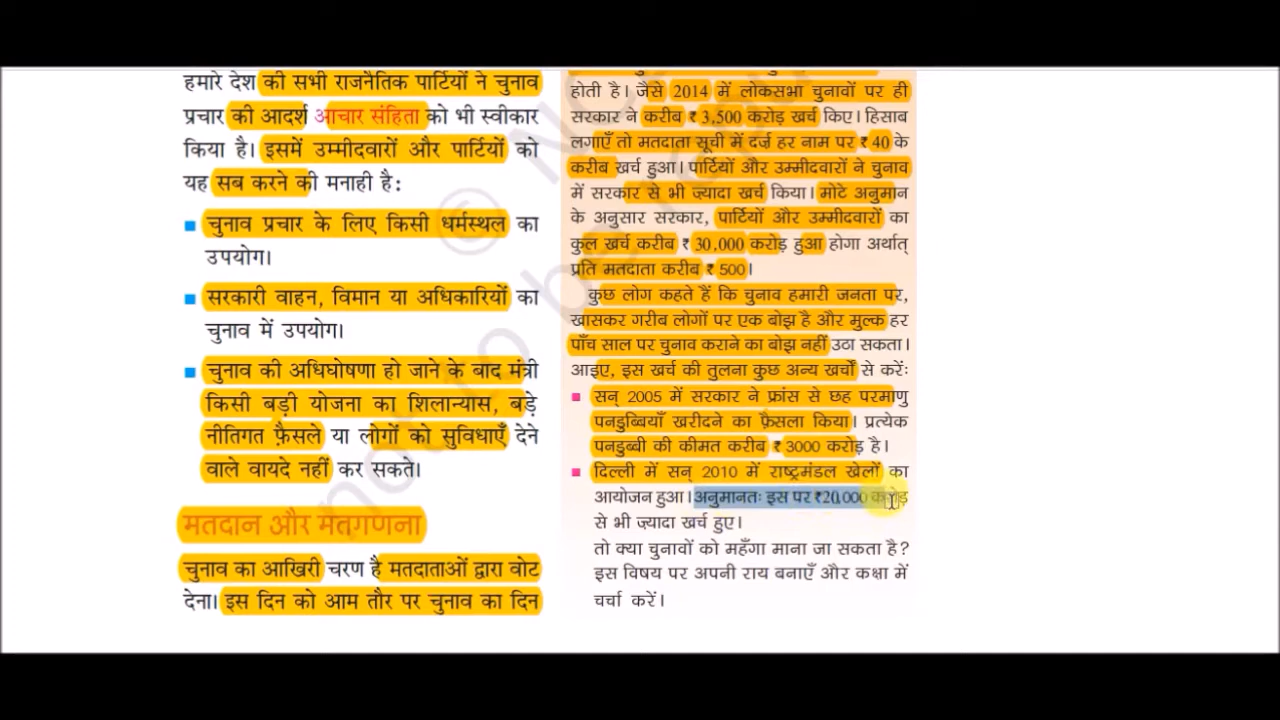 हमारे देश की सभी राजनैतिक पार्टियों ने चुनाव
प्रचार की आदर्श आचार संहिता को भी स्वीकार
किया है। इसमें उम्मीदवारों और पार्टियों को
यह सब करने की मनाही है:
■ चुनाव प्रचार के लिए किसी धर्मस्थल का
उपयोग।
■ सरकारी वाहन, विमान या अधिकारियों का
चुनाव में उपयोग।
■ चुनाव की अधिघोषणा हो जाने के बाद मंत्री
किसी बड़ी योजना का शिलान्यास, बड़े
नीतिगत फ़ैसले या लोगों को सुविधाएँ देने
वाले वायदे नहीं कर सकते।
मतदान और मतगणना
चुनाव का आखिरी चरण है मतदाताओं द्वारा वोट
देना। इस दिन को आम तौर पर चुनाव का दिन
होती है। जैसे 2014 में लोकसभा चुनावों पर ही
सरकार ने करीब ₹ 3,500 करोड़ खर्च किए। हिसाब
लगाएँ तो मतदाता सूची में दर्ज़ हर नाम पर ₹ 40 के
करीब खर्च हुआ। पार्टियों और उम्मीदवारों ने चुनाव
में सरकार से भी ज़्यादा खर्च किया। मोटे अनुमान
के अनुसार सरकार, पार्टियों और उम्मीदवारों का
कुल खर्च करीब ₹ 30,000 करोड़ हुआ होगा अर्थात्
प्रति मतदाता करीब ₹ 500।
कुछ लोग कहते हैं कि चुनाव हमारी जनता पर,
खासकर गरीब लोगों पर एक बोझ है और मुल्क हर
पाँच साल पर चुनाव कराने का बोझ नहीं उठा सकता।
आइए, इस खर्च की तुलना कुछ अन्य खर्चों से करें:
■ सन् 2005 में सरकार ने फ्रांस से छह परमाणु
पनडुब्बियाँ खरीदने का फ़ैसला किया। प्रत्येक
पनडुब्बी की कीमत करीब ₹ 3000 करोड़ है।
■ दिल्ली में सन् 2010 में राष्ट्रमंडल खेलों का
आयोजन हुआ। अनुमानतः इस पर ₹20,000 करोड़
से भी ज़्यादा खर्च हुए।
तो क्या चुनावों को महँगा माना जा सकता है?
इस विषय पर अपनी राय बनाएँ और कक्षा में
चर्चा करें।
© N
not to be